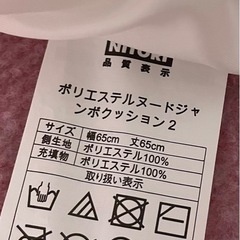 NITORI
品質表示
ポリエステルヌードジャ
ンボクッション2
サイズ 幅65cm 丈65cm
側生地 ポリエステル100%
充填物 ポリエステル100%
取り扱い表示